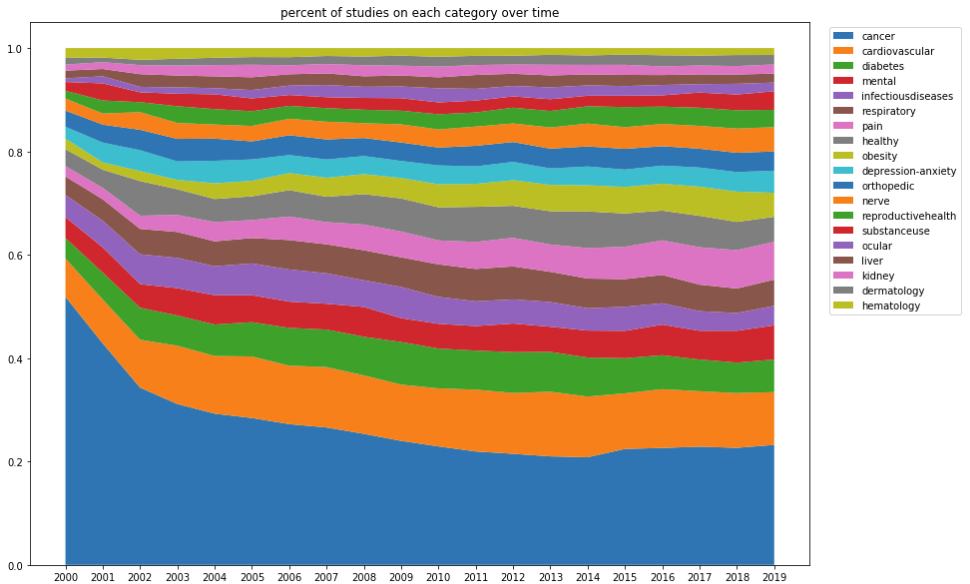 percent of studies on each category over time
1.0
0.8
0.6
0.4
0.2
0.0
2000 2001 2002 2003 2004 2005 2006 2007 2008 2009 2010 2011 2012 2013 2014 2015 2016 2017 2018 2019
cancer
cardiovascular
diabetes
mental
infectiousdiseases
respiratory
pain
healthy
obesity
depression-anxiety
orthopedic
nerve
reproductivehealth
substanceuse
ocular
liver
kidney
dermatology
hematology